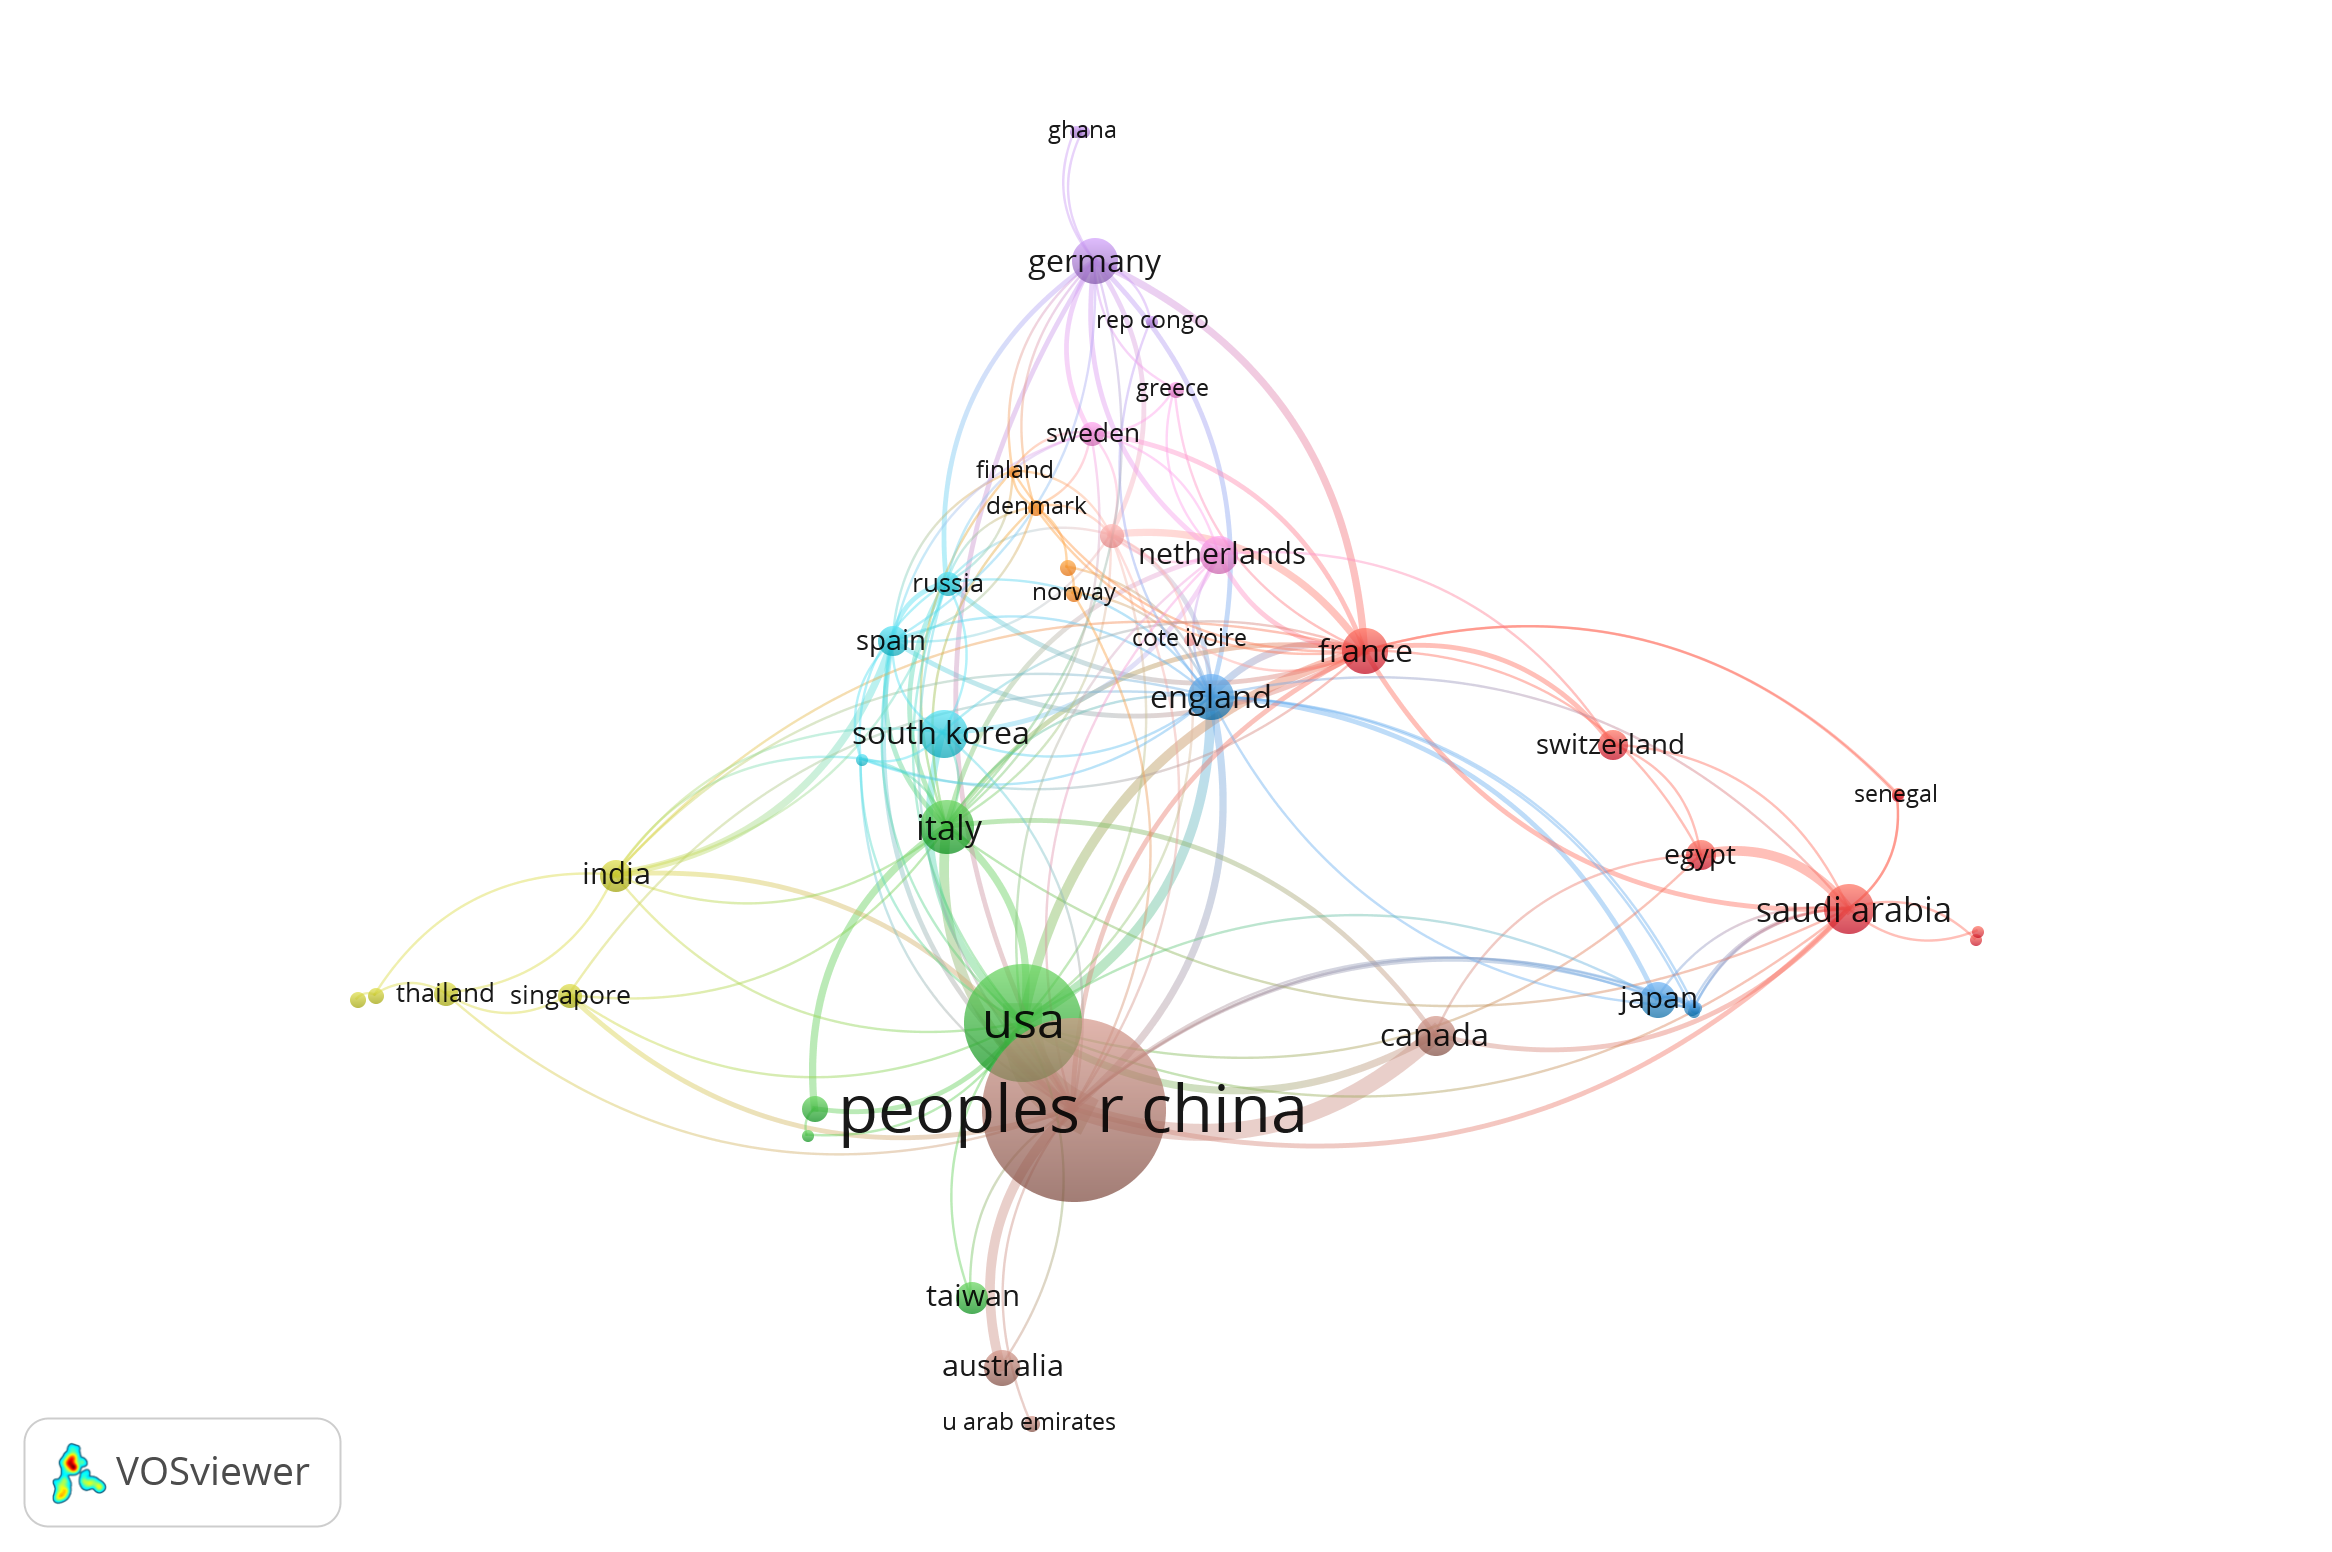 ghana
germany
rep congo
greece
sweden
finland
denmark
netherlands
russia
norway
spain
cote ivoire
france
england
south korea
switzerland
senegal
italy
egypt
india
saudi arabia
thailand
singapore
japan
usa
canada
peoples r china
taiwan
australia
u arab emirates
VOSviewer